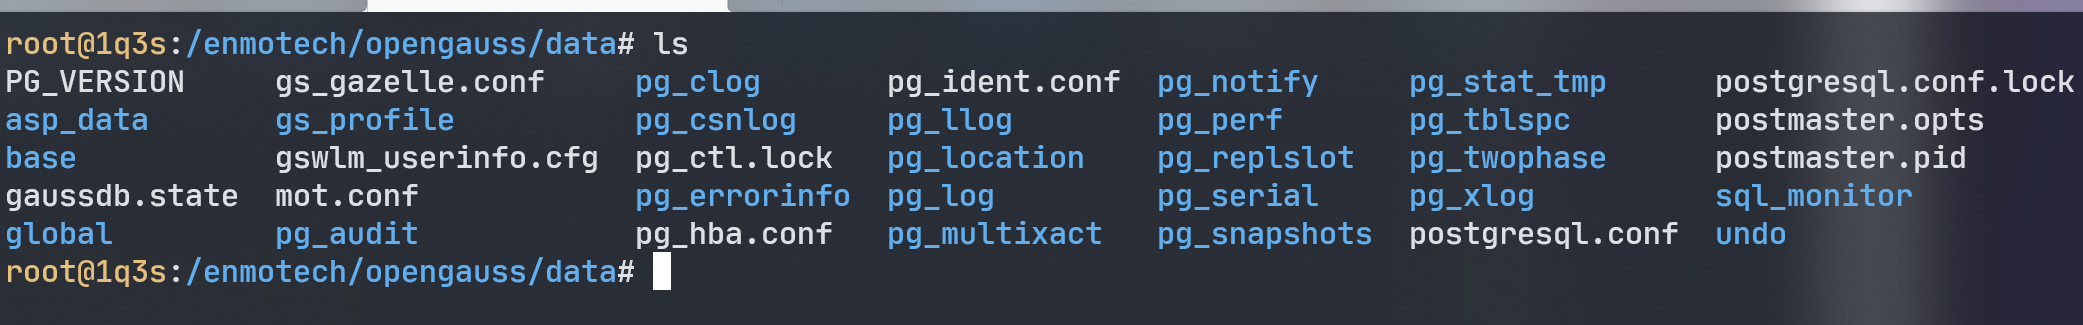 root@1q3s:/enmotech/opengauss/data# ls
PG_VERSION gs_gazelle.conf pg_clog pg_ident.conf pg_notify pg_stat_tmp postgresql.conf.lock
asp_data gs_profile pg_csnlog pg_llog pg_perf pg_tblspc postmaster.opts
base gswlm_userinfo.cfg pg_ctl.lock pg_location pg_replslot pg_twophase postmaster.pid
gaussdb.state mot.conf pg_errorinfo pg_log pg_serial pg_xlog sql_monitor
global pg_audit pg_hba.conf pg_multixact pg_snapshots postgresql.conf undo
root@1q3s:/enmotech/opengauss/data#